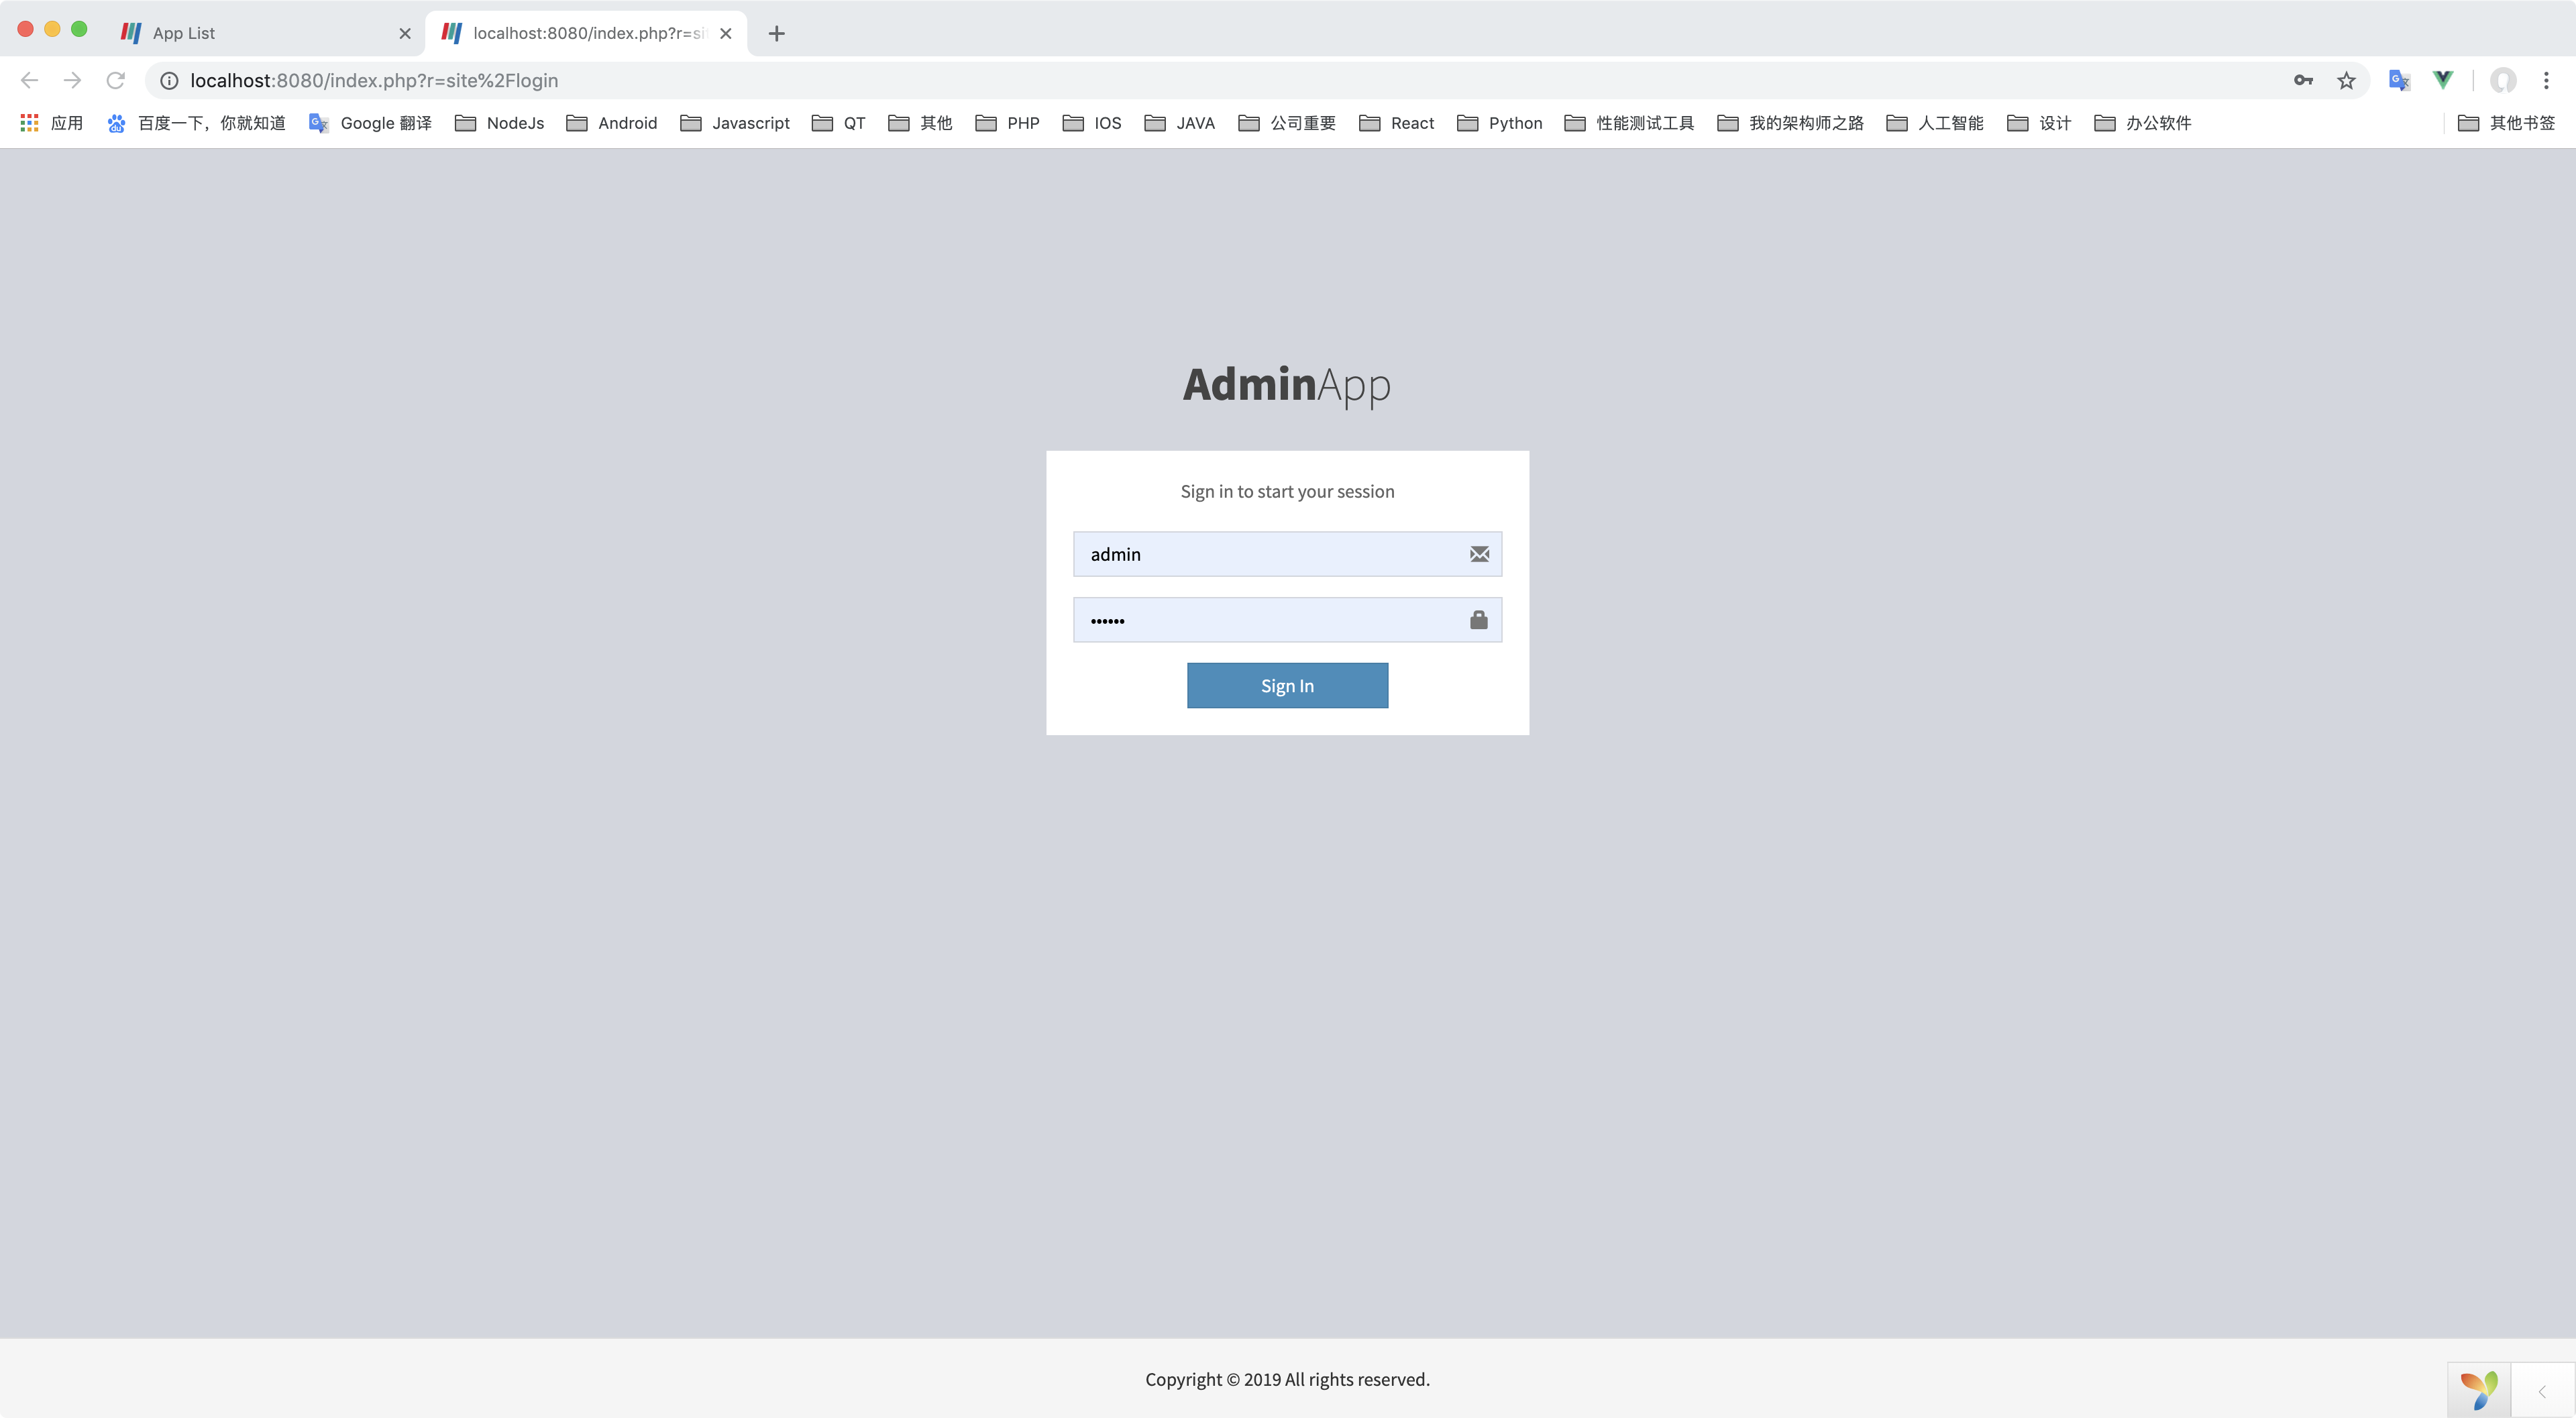 App List
localhost:8080/index.php?r=si
localhost:8080/index.php?r=site%2Flogin
应用 百度一下，你就知道 Google 翻译 NodeJs Android Javascript QT 其他 PHP IOS JAVA 公司重要 React Python 性能测试工具 我的架构师之路 人工智能 设计 办公软件 其他书签
AdminApp
Sign in to start your session
admin
••••••
Sign In
Copyright © 2019 All rights reserved.